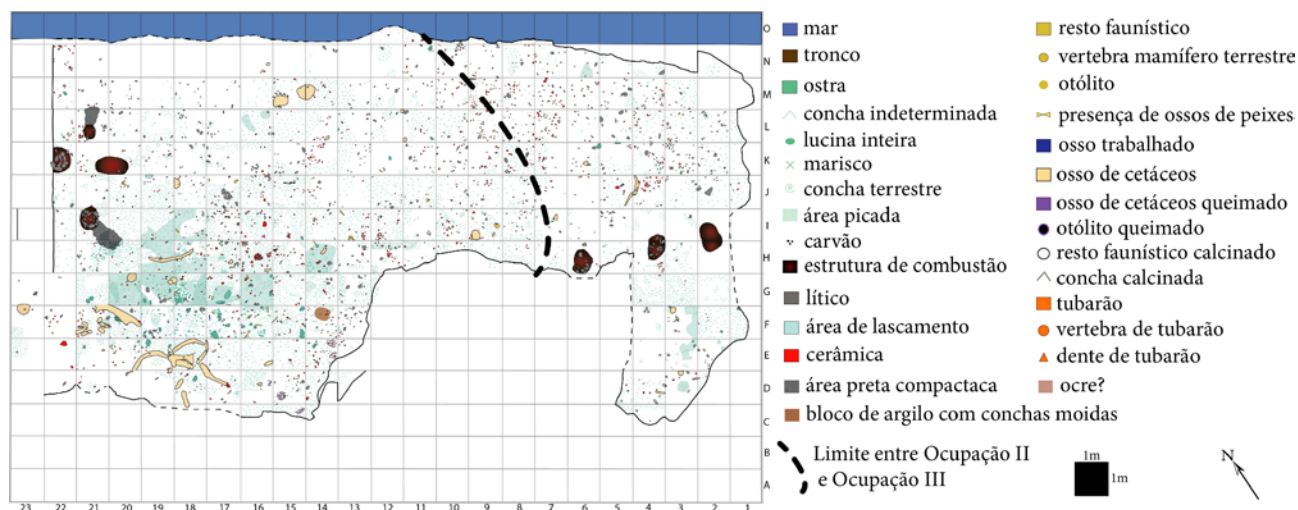 O
N
M
L
K
J
I
H
G
F
E
D
C
B
A
23 22 21 20 19 18 17 16 15 14 13 12 11 10 9 8 7 6 5 4 3 2 1
mar
tronco
ostra
concha indeterminada
lucina inteira
marisco
concha terrestre
área picada
carvão
estrutura de combustão
lítico
área de lascamento
cerâmica
área preta compactaca
bloco de argilo com conchas moidas
resto faunístico
vertebra mamífero terrestre
otólito
presença de ossos de peixes
osso trabalhado
osso de cetáceos
osso de cetáceos queimado
otólito queimado
resto faunístico calcinado
concha calcinada
tubarão
vertebra de tubarão
dente de tubarão
ocre?
Limite entre Ocupação II
e Ocupação III
1m
1m
N